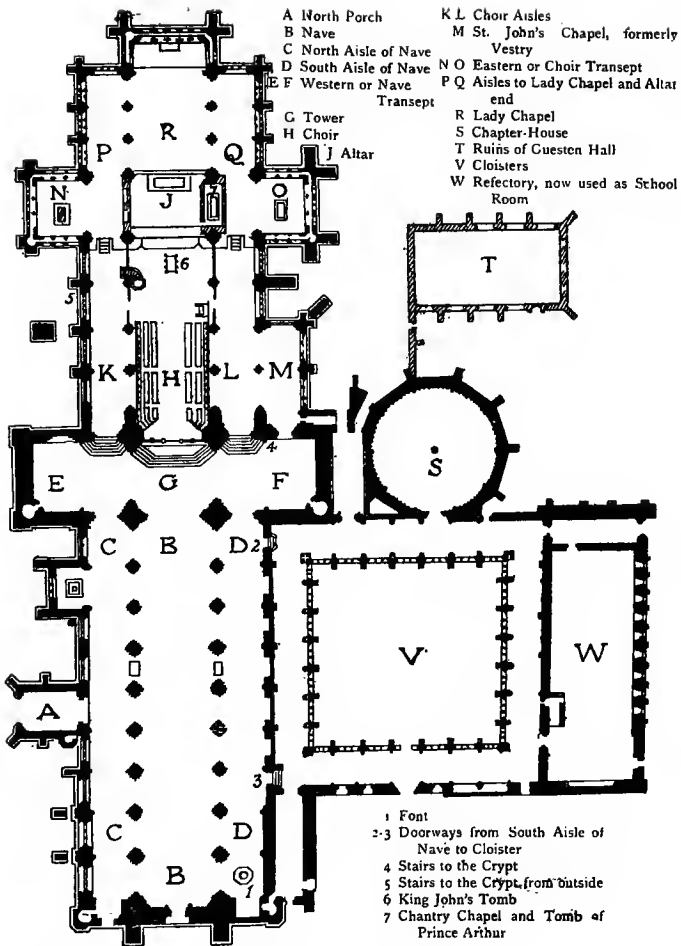 A North Porch
B Nave
C North Aisle of Nave
D South Aisle of Nave
E F Western or Nave
Transept
G Tower
H Choir
J Altar
K L Choir Aisles
M St. John's Chapel, formerly
Vestry
N O Eastern or Choir Transept
P Q Aisles to Lady Chapel and Altar
end
R Lady Chapel
S Chapter-House
T Ruins of Guesten Hall
V Cloisters
W Refectory, now used as School
Room
R
P Q
N J 7 O
6
5
T
K H L M
4
E G F
S
C B D 2
V W
A
3
C D
B 1
1 Font
2-3 Doorways from South Aisle of
Nave to Cloister
4 Stairs to the Crypt
5 Stairs to the Crypt from outside
6 King John's Tomb
7 Chantry Chapel and Tomb of
Prince Arthur